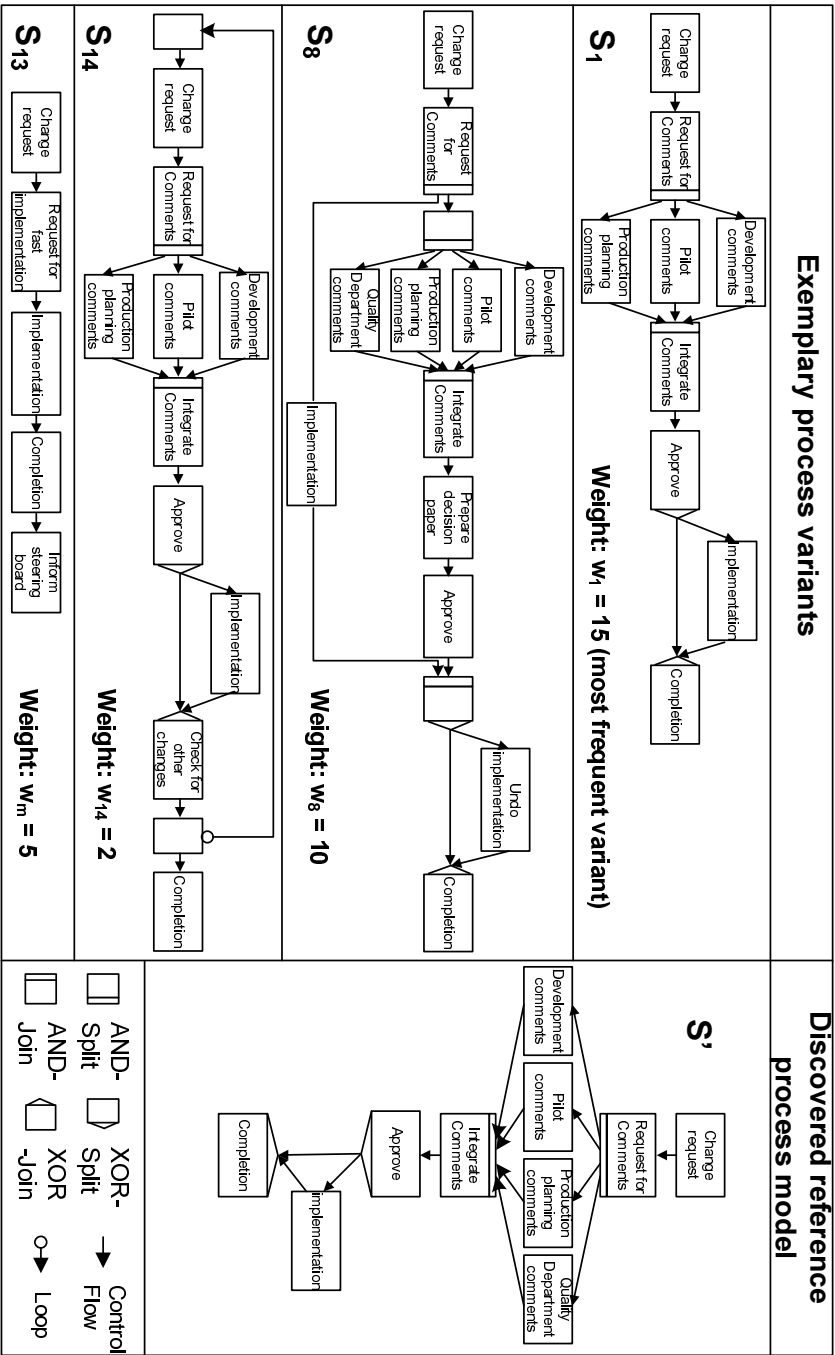 Exemplary process variants
S1
Change
request
Request for
Comments
Development
comments
Pilot
comments
Production
planning
comments
Integrate
Comments
Approve
Implementation
Completion
Weight: w1 = 15 (most frequent variant)
S8
Change
request
Request
for
Comments
Development
comments
Pilot
comments
Production
planning
comments
Quality
Department
comments
Implementation
Integrate
Comments
Prepare
decision
paper
Approve
Undo
implementation
Completion
Weight: w8 = 10
S14
Change
request
Request for
Comments
Development
comments
Pilot
comments
Production
planning
comments
Integrate
Comments
Approve
Implementation
Check for
other
changes
Completion
Weight: w14 = 2
S13
Change
request
Request for
fast
implementation
Implementation
Completion
Inform
steering
board
Weight: wm = 5
Discovered reference
process model
S'
Change
request
Request for
Comments
Development
comments
Pilot
comments
Production
planning
comments
Quality
Department
comments
Integrate
Comments
Approve
implementation
Completion
AND-
Split
XOR-
Split
Control
Flow
AND-
Join
XOR
-Join
Loop